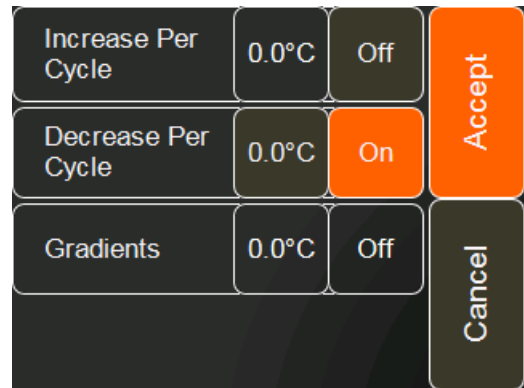 Increase Per
Cycle
0.0°C
Off
Decrease Per
Cycle
0.0°C
On
Gradients
0.0°C
Off
Accept
Cancel